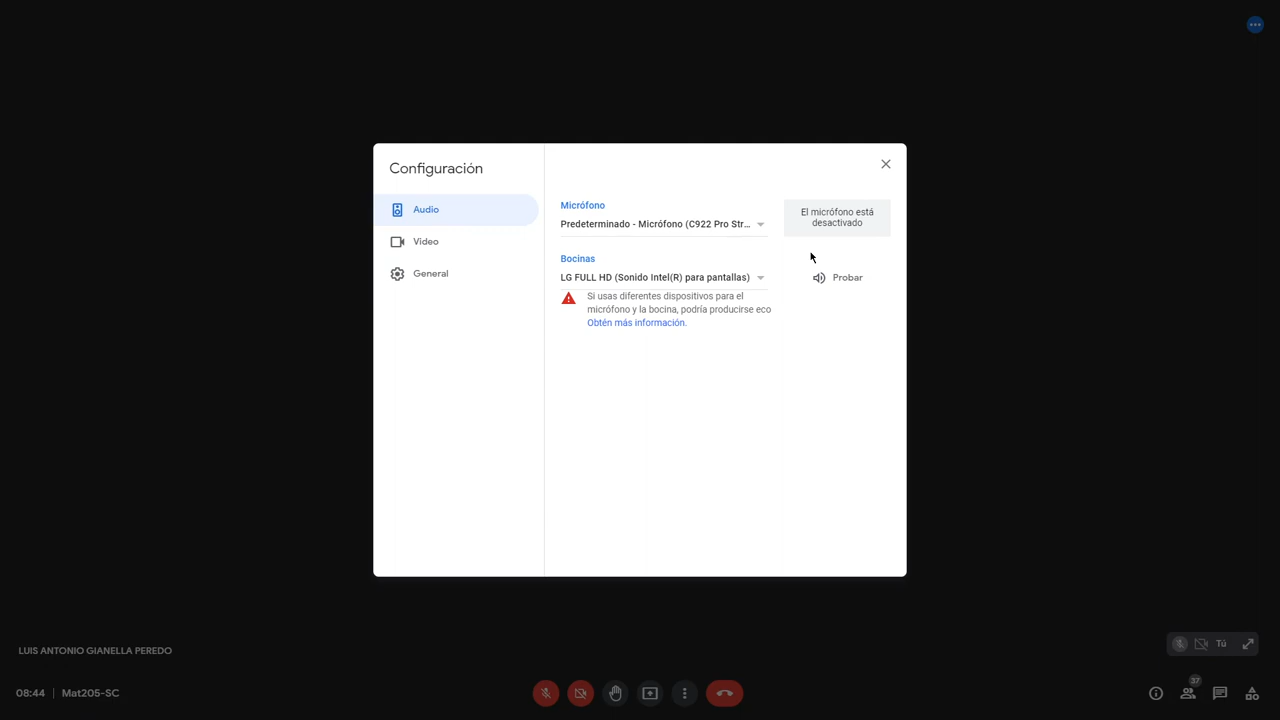 Configuración
Audio
Video
General
Micrófono
Predeterminado - Micrófono (C922 Pro Str...
El micrófono está
desactivado
Bocinas
LG FULL HD (Sonido Intel(R) para pantallas)
Probar
Si usas diferentes dispositivos para el
micrófono y la bocina, podría producirse eco
Obtén más información.
LUIS ANTONIO GIANELLA PEREDO
Tú
08:44 | Mat205-SC
37